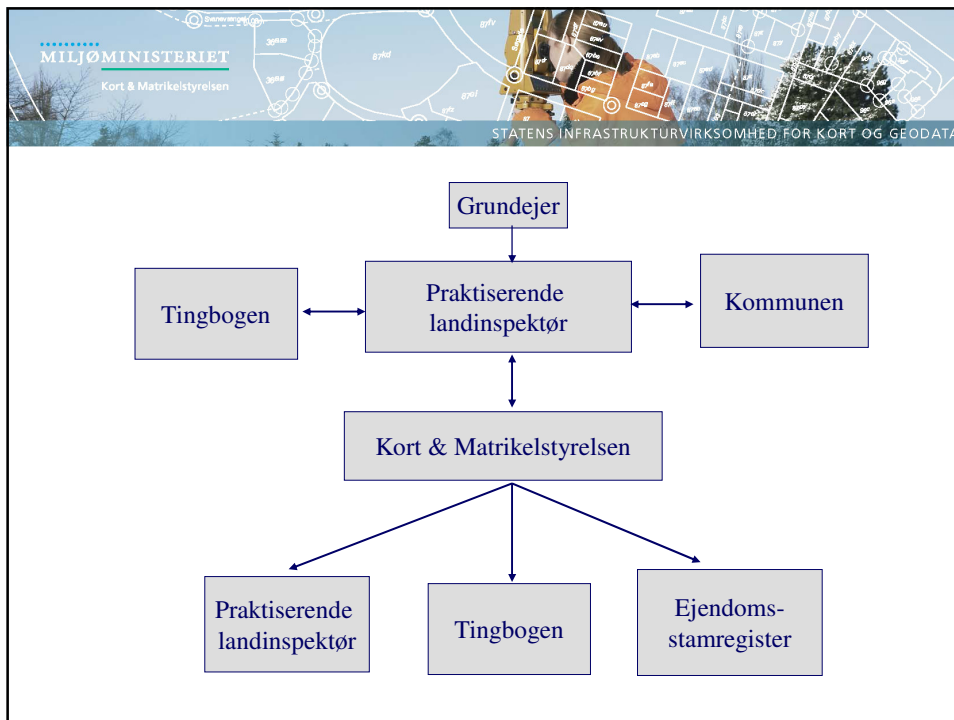 MILJØMINISTERIET
Kort & Matrikelstyrelsen
STATENS INFRASTRUKTURVIRKSOMHED FOR KORT OG GEODATA
Grundejer
Tingbogen
Praktiserende
landinspektør
Kommunen
Kort & Matrikelstyrelsen
Praktiserende
landinspektør
Tingbogen
Ejendoms-
stamregister